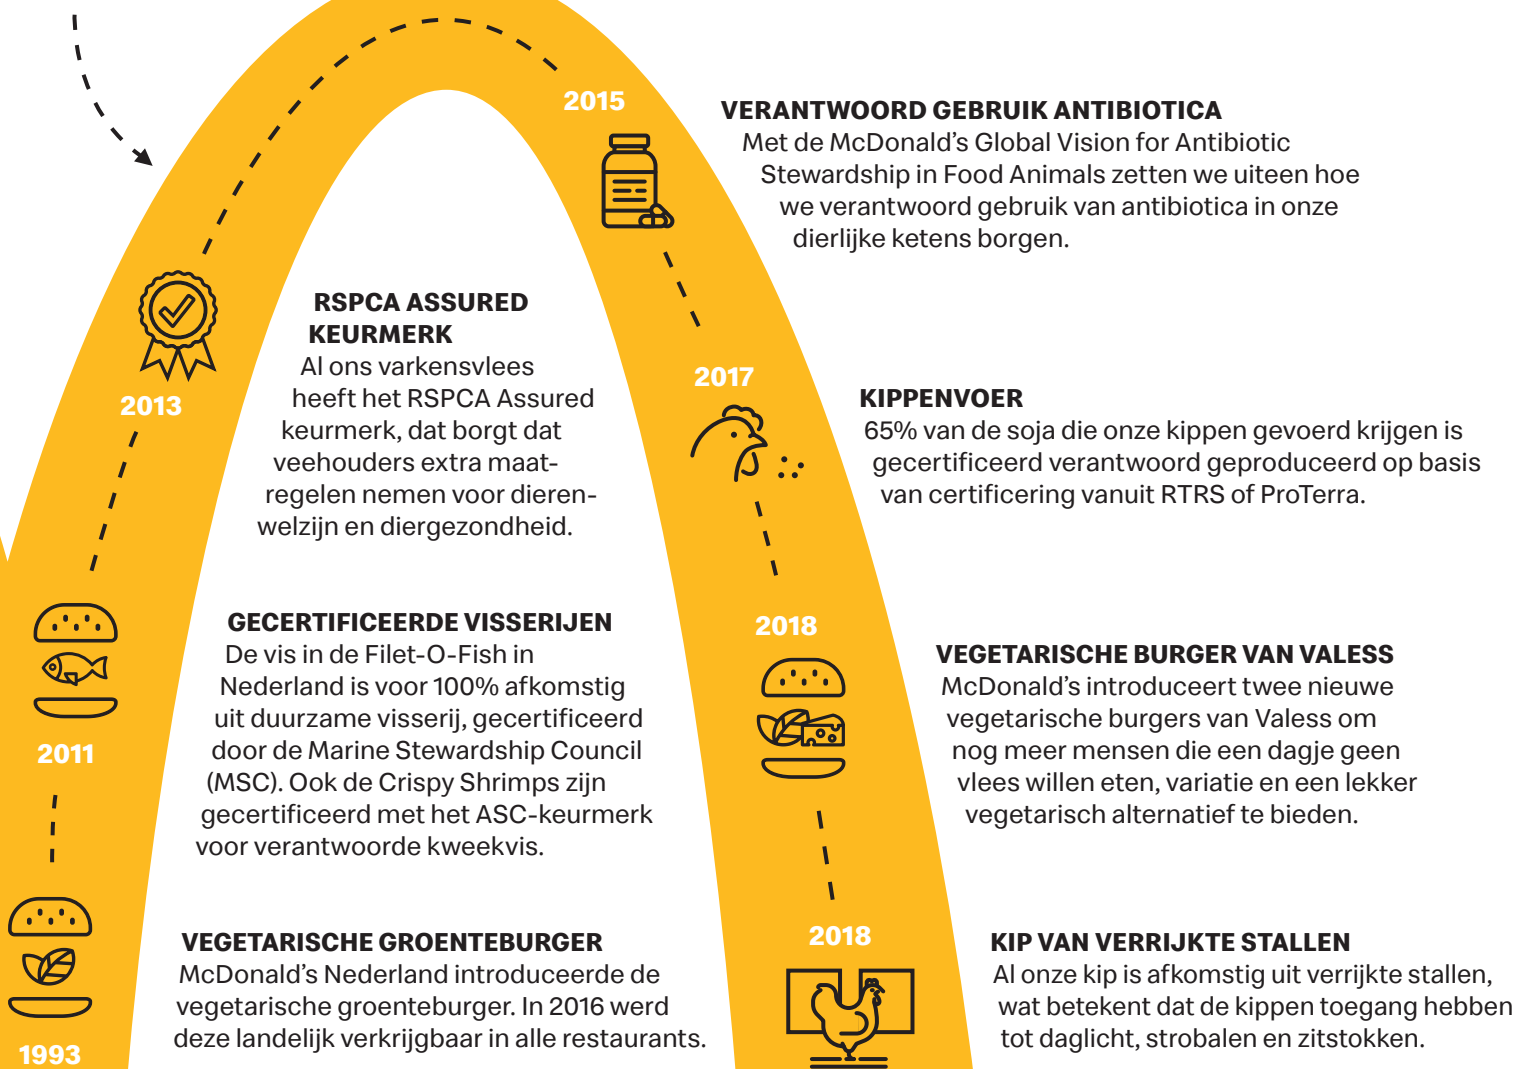 2015
VERANTWOORD GEBRUIK ANTIBIOTICA
Met de McDonald’s Global Vision for Antibiotic
Stewardship in Food Animals zetten we uiteen hoe
we verantwoord gebruik van antibiotica in onze
dierlijke ketens borgen.
2013
RSPCA ASSURED
KEURMERK
Al ons varkensvlees
heeft het RSPCA Assured
keurmerk, dat borgt dat
veehouders extra maat-
regelen nemen voor dieren-
welzijn en diergezondheid.
2017
KIPPENVOER
65% van de soja die onze kippen gevoerd krijgen is
gecertificeerd verantwoord geproduceerd op basis
van certificering vanuit RTRS of ProTerra.
2011
GECERTIFICEERDE VISSERIJEN
De vis in de Filet-O-Fish in
Nederland is voor 100% afkomstig
uit duurzame visserij, gecertificeerd
door de Marine Stewardship Council
(MSC). Ook de Crispy Shrimps zijn
gecertificeerd met het ASC-keurmerk
voor verantwoorde kweekvis.
2018
VEGETARISCHE BURGER VAN VALESS
McDonald’s introduceert twee nieuwe
vegetarische burgers van Valess om
nog meer mensen die een dagje geen
vlees willen eten, variatie en een lekker
vegetarisch alternatief te bieden.
1993
VEGETARISCHE GROENTEBURGER
McDonald’s Nederland introduceerde de
vegetarische groenteburger. In 2016 werd
deze landelijk verkrijgbaar in alle restaurants.
2018
KIP VAN VERRIJKTE STALLEN
Al onze kip is afkomstig uit verrijkte stallen,
wat betekent dat de kippen toegang hebben
tot daglicht, strobalen en zitstokken.